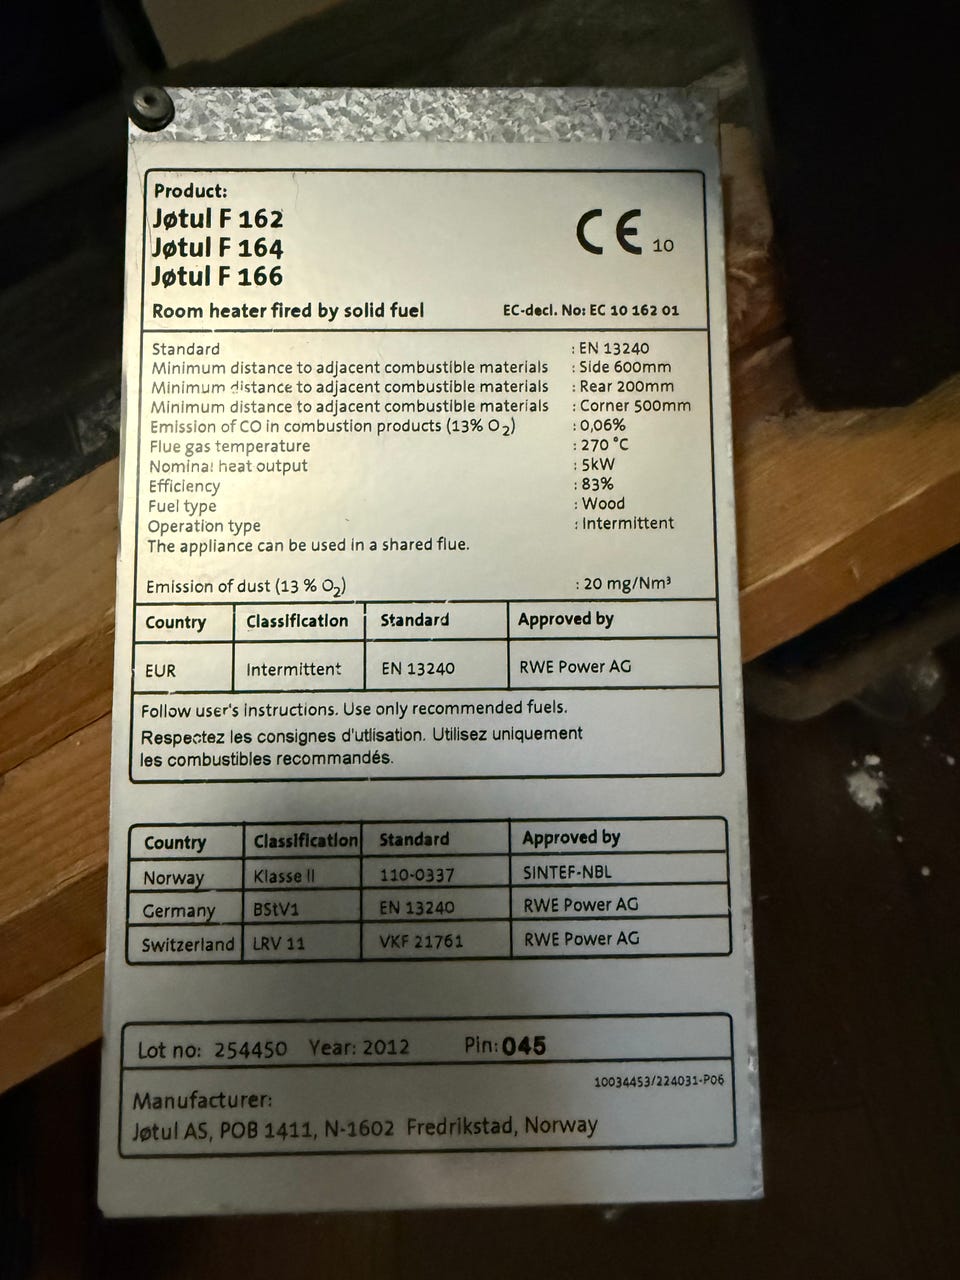 Product:
Jøtul F 162
Jøtul F 164
Jøtul F 166
CE 10
Room heater fired by solid fuel EC-decl. No: EC 10 162 01
Standard : EN 13240
Minimum distance to adjacent combustible materials : Side 600mm
Minimum distance to adjacent combustible materials : Rear 200mm
Minimum distance to adjacent combustible materials : Corner 500mm
Emission of CO in combustion products (13% O₂) : 0,06%
Flue gas temperature : 270 °C
Nominal heat output : 5kW
Efficiency : 83%
Fuel type : Wood
Operation type : Intermittent
The appliance can be used in a shared flue.
Emission of dust (13 % O₂) : 20 mg/Nm³
Country Classification Standard Approved by
EUR Intermittent EN 13240 RWE Power AG
Follow user's instructions. Use only recommended fuels.
Respectez les consignes d'utlisation. Utilisez uniquement
les combustibles recommandés.
Country Classification Standard Approved by
Norway Klasse II 110-0337 SINTEF-NBL
Germany BStV1 EN 13240 RWE Power AG
Switzerland LRV 11 VKF 21761 RWE Power AG
Lot no: 254450 Year: 2012 Pin: 045
10034453/224031-P06
Manufacturer:
Jøtul AS, POB 1411, N-1602 Fredrikstad, Norway